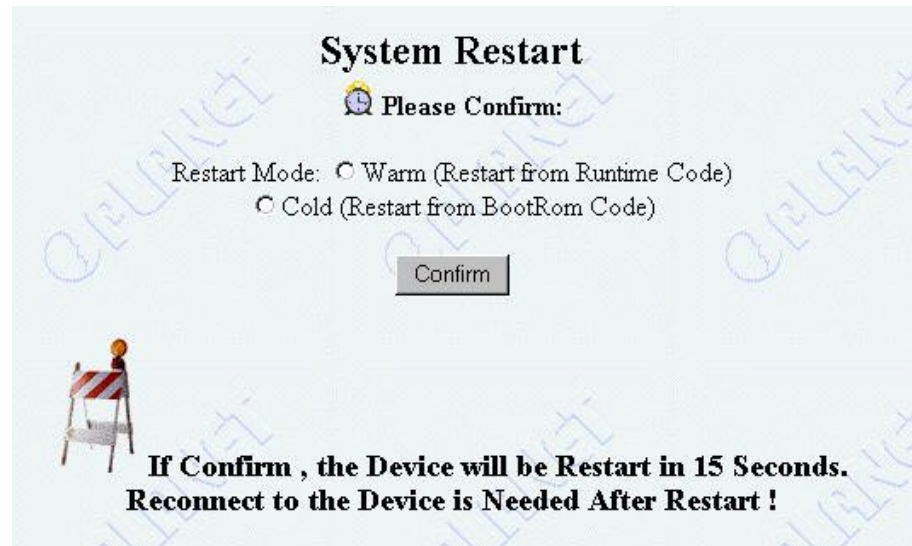 System Restart
Please Confirm:
Restart Mode: Warm (Restart from Runtime Code)
Cold (Restart from BootRom Code)
Confirm
If Confirm , the Device will be Restart in 15 Seconds.
Reconnect to the Device is Needed After Restart !